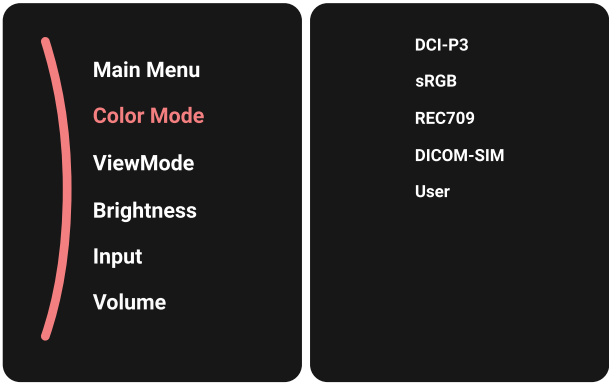 Main Menu
Color Mode
ViewMode
Brightness
Input
Volume
DCI-P3
sRGB
REC709
DICOM-SIM
User